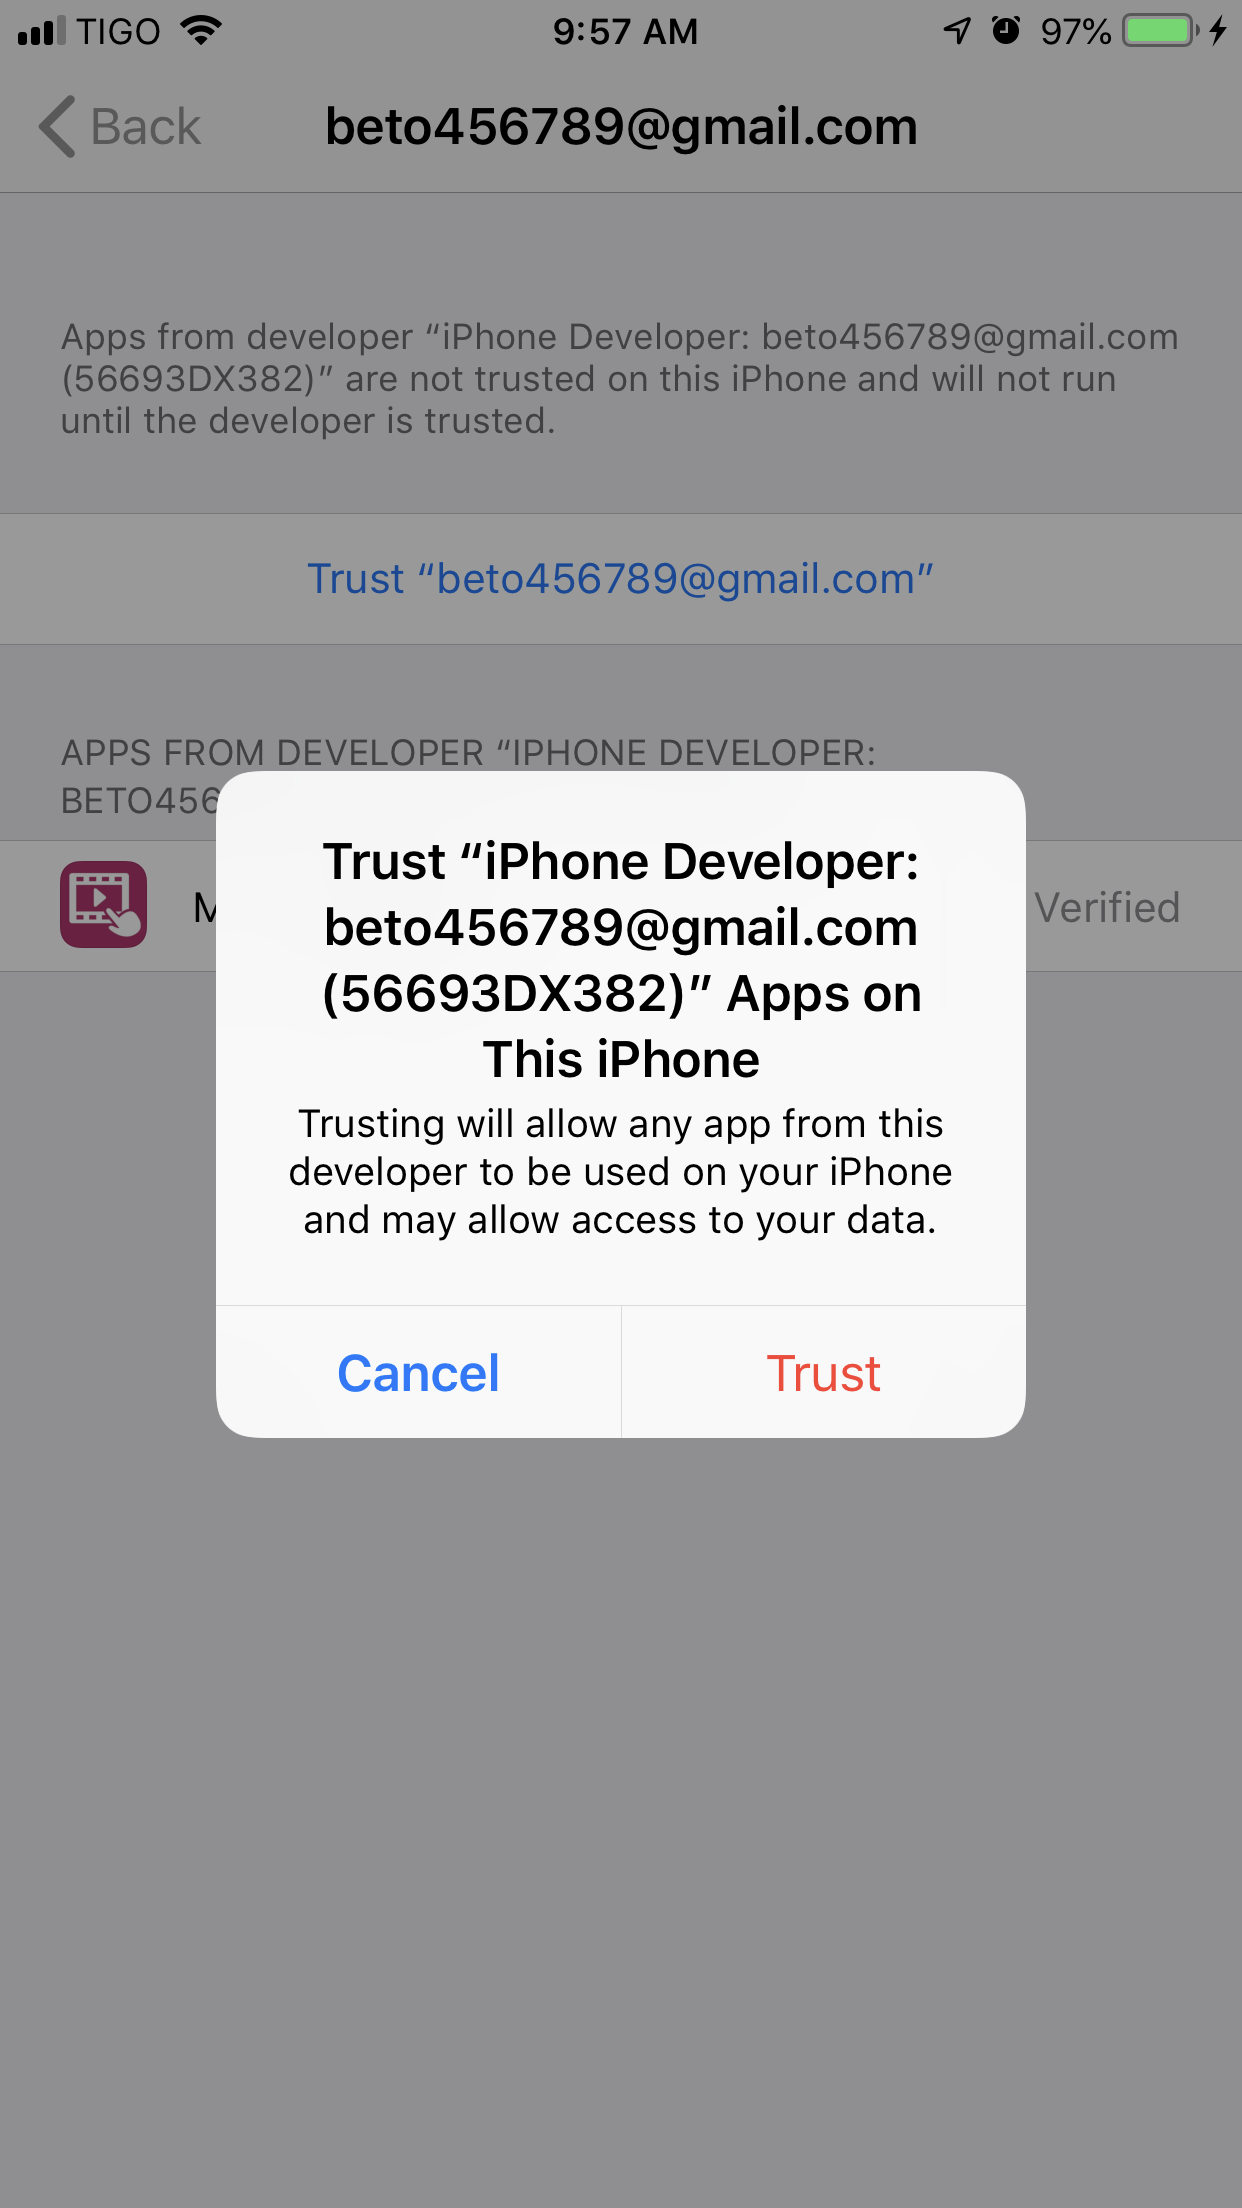 TIGO 9:57 AM 97%
Back beto456789@gmail.com
Apps from developer “iPhone Developer: beto456789@gmail.com
(56693DX382)” are not trusted on this iPhone and will not run
until the developer is trusted.
Trust “beto456789@gmail.com”
APPS FROM DEVELOPER “IPHONE DEVELOPER:
BETO456
M Verified
Trust “iPhone Developer:
beto456789@gmail.com
(56693DX382)” Apps on
This iPhone
Trusting will allow any app from this
developer to be used on your iPhone
and may allow access to your data.
Cancel Trust